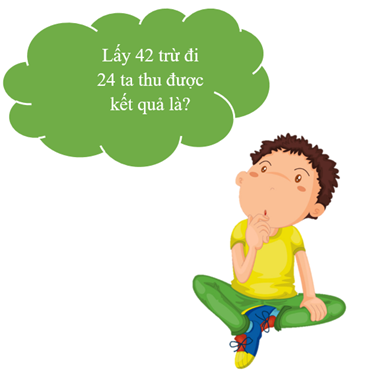 Lấy 42 trừ đi
24 ta thu được
kết quả là?